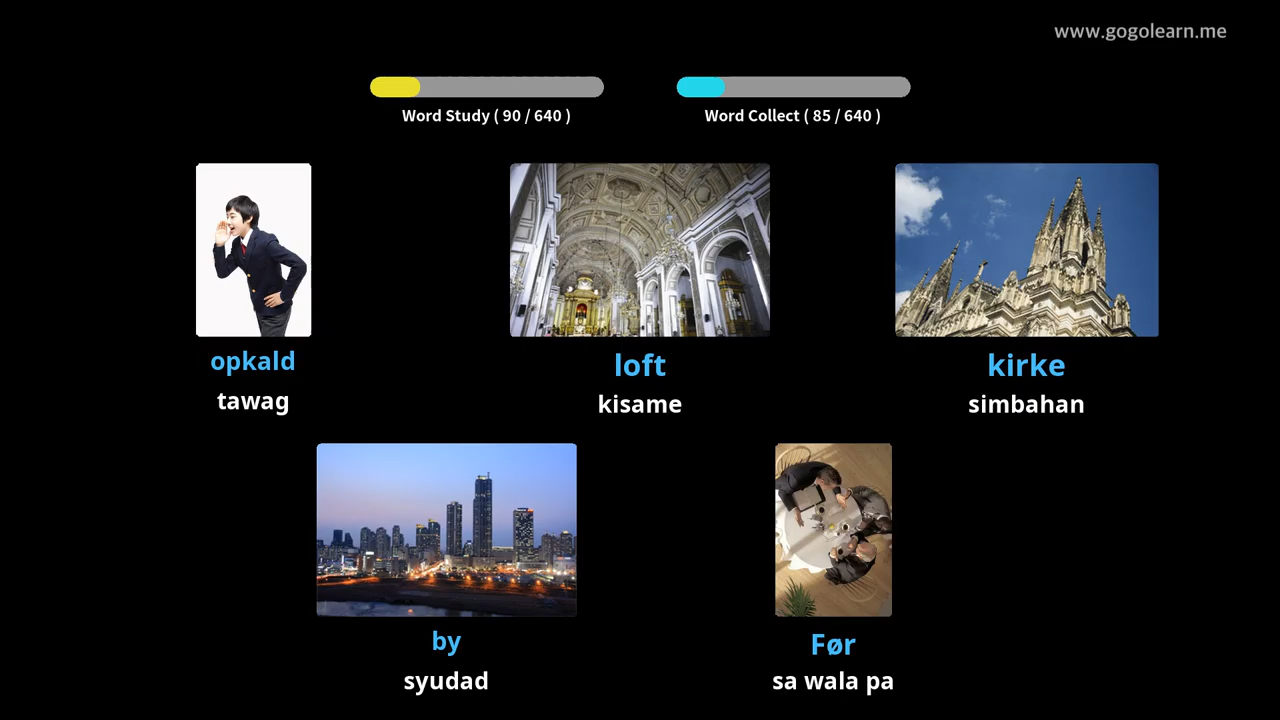 www.gogolearn.me
Word Study ( 90 / 640 )
Word Collect ( 85 / 640 )
opkald
tawag
loft
kisame
kirke
simbahan
by
syudad
Før
sa wala pa